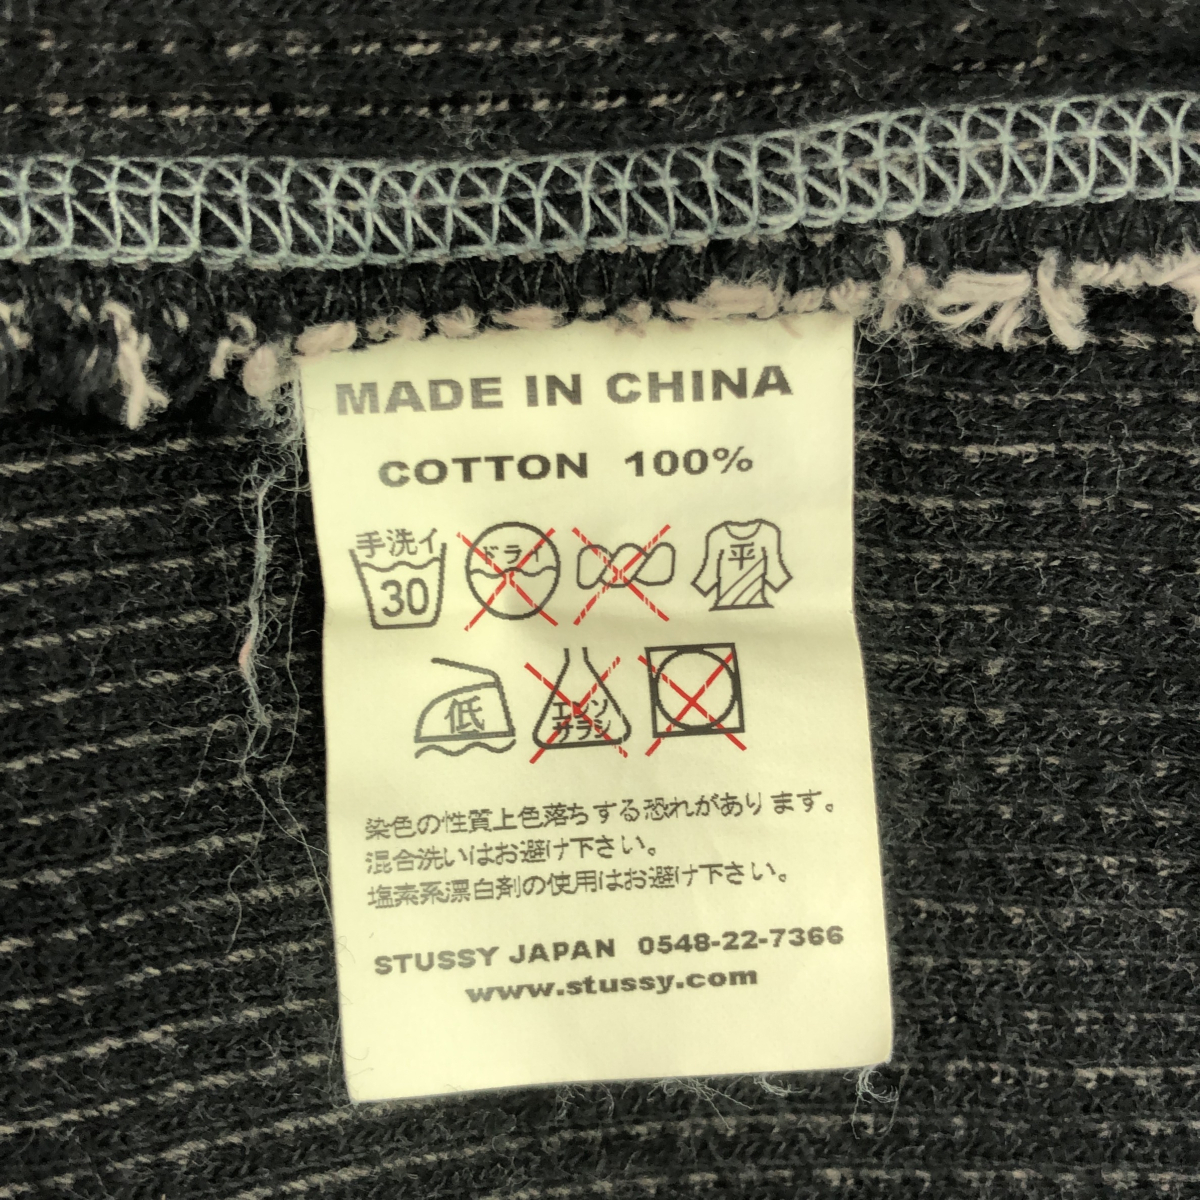 MADE IN CHINA
COTTON 100%
手洗イ ドライ 平
30
低 エンソ
サラシ
染色の性質上色落ちする恐れがあります。
混合洗いはお避け下さい。
塩素系漂白剤の使用はお避け下さい。
STUSSY JAPAN 0548-22-7366
www.stussy.com